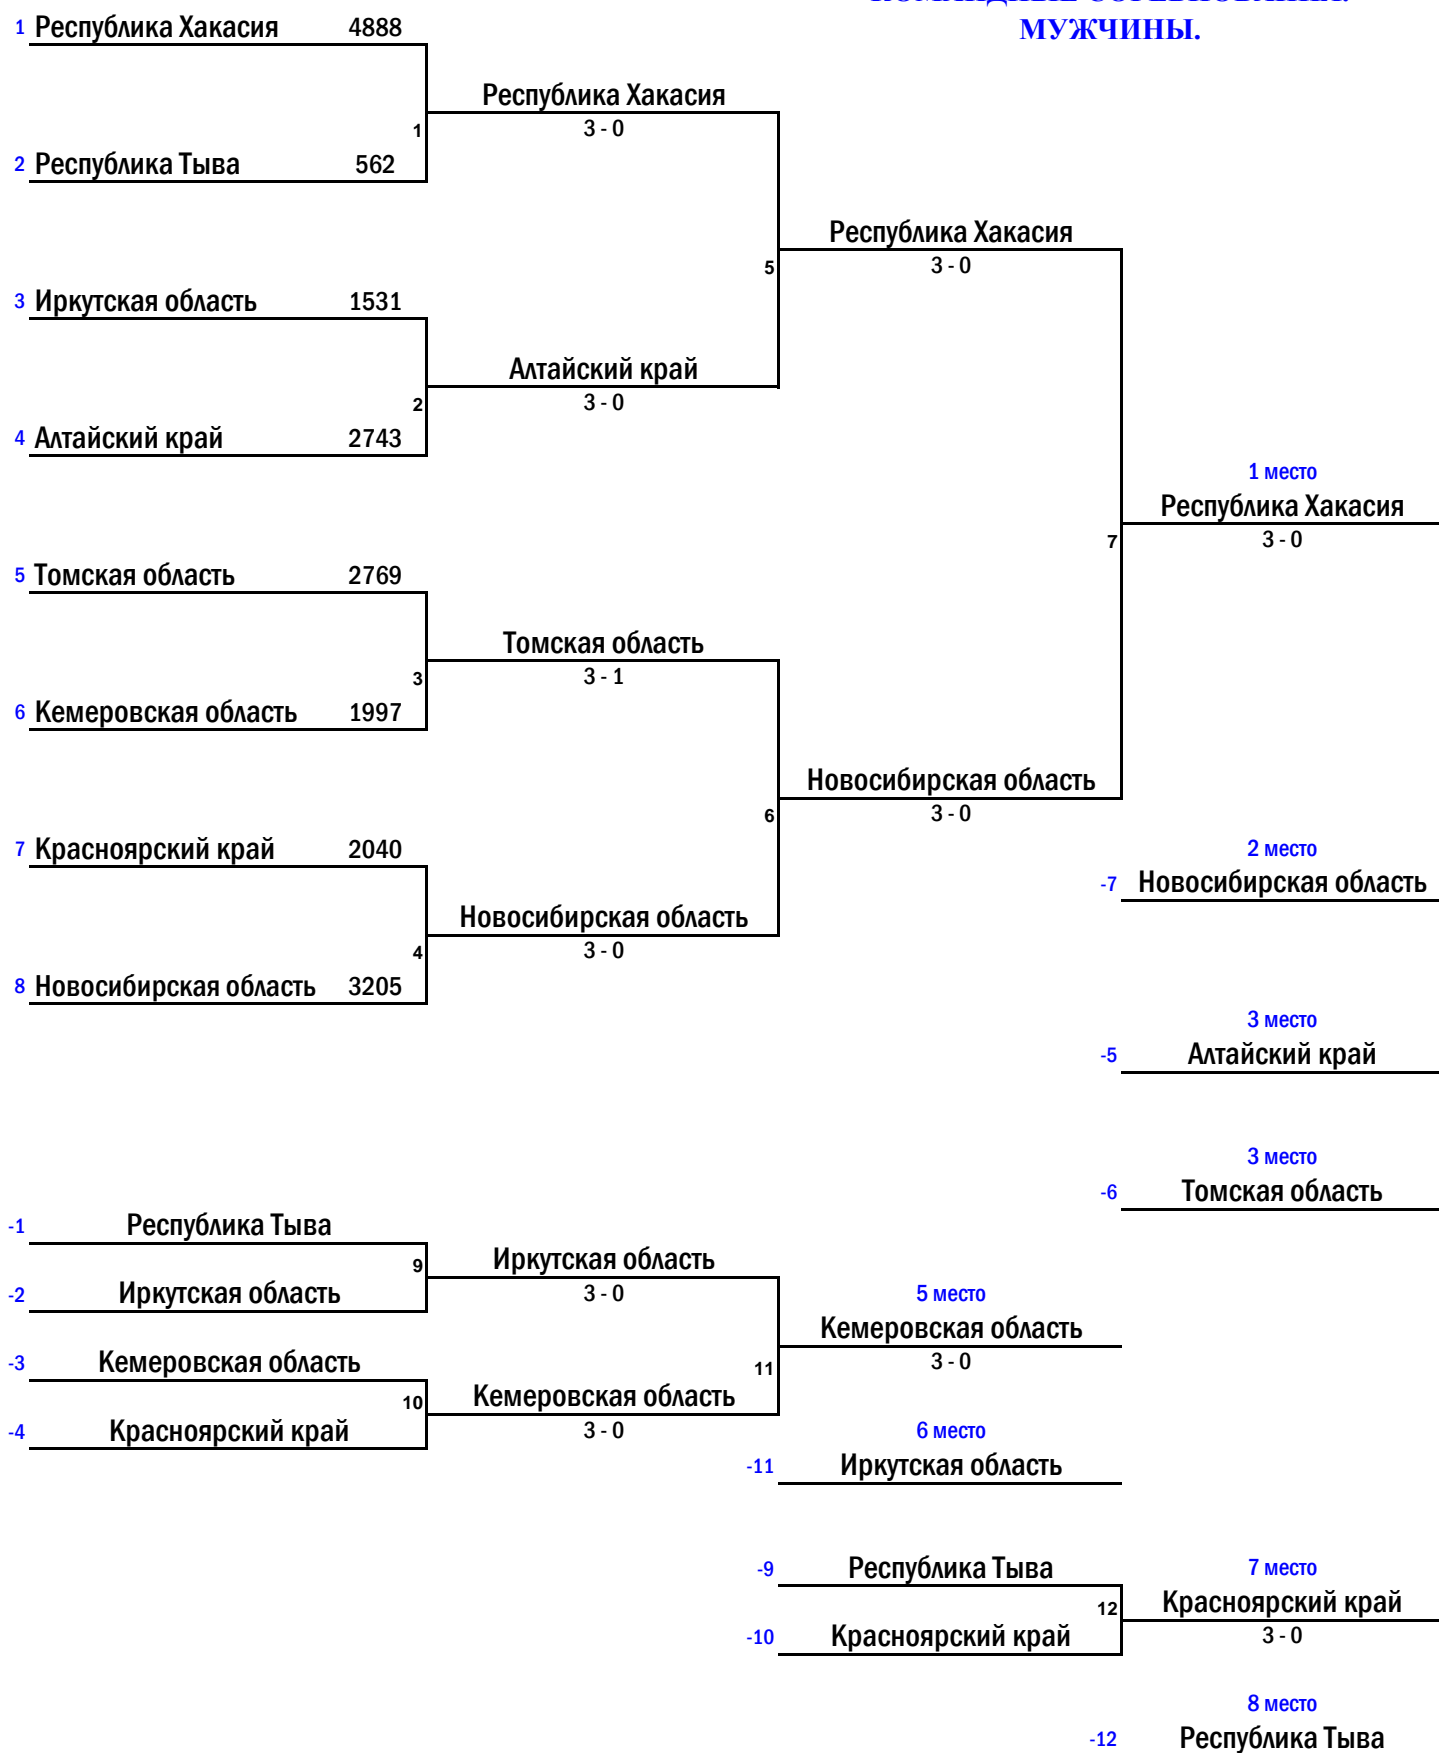 МУЖЧИНЫ.
1 Республика Хакасия 4888
Республика Хакасия
1 3 - 0
2 Республика Тыва 562
Республика Хакасия
5 3 - 0
3 Иркутская область 1531
Алтайский край
2 3 - 0
4 Алтайский край 2743
1 место
Республика Хакасия
7 3 - 0
5 Томская область 2769
Томская область
3 3 - 1
6 Кемеровская область 1997
Новосибирская область
6 3 - 0
7 Красноярский край 2040
2 место
-7 Новосибирская область
Новосибирская область
4 3 - 0
8 Новосибирская область 3205
3 место
-5 Алтайский край
3 место
-6 Томская область
-1 Республика Тыва
9 Иркутская область
-2 Иркутская область 3 - 0
5 место
Кемеровская область
-3 Кемеровская область 11 3 - 0
10 Кемеровская область
-4 Красноярский край 3 - 0
6 место
-11 Иркутская область
-9 Республика Тыва 7 место
12 Красноярский край
-10 Красноярский край 3 - 0
8 место
-12 Республика Тыва